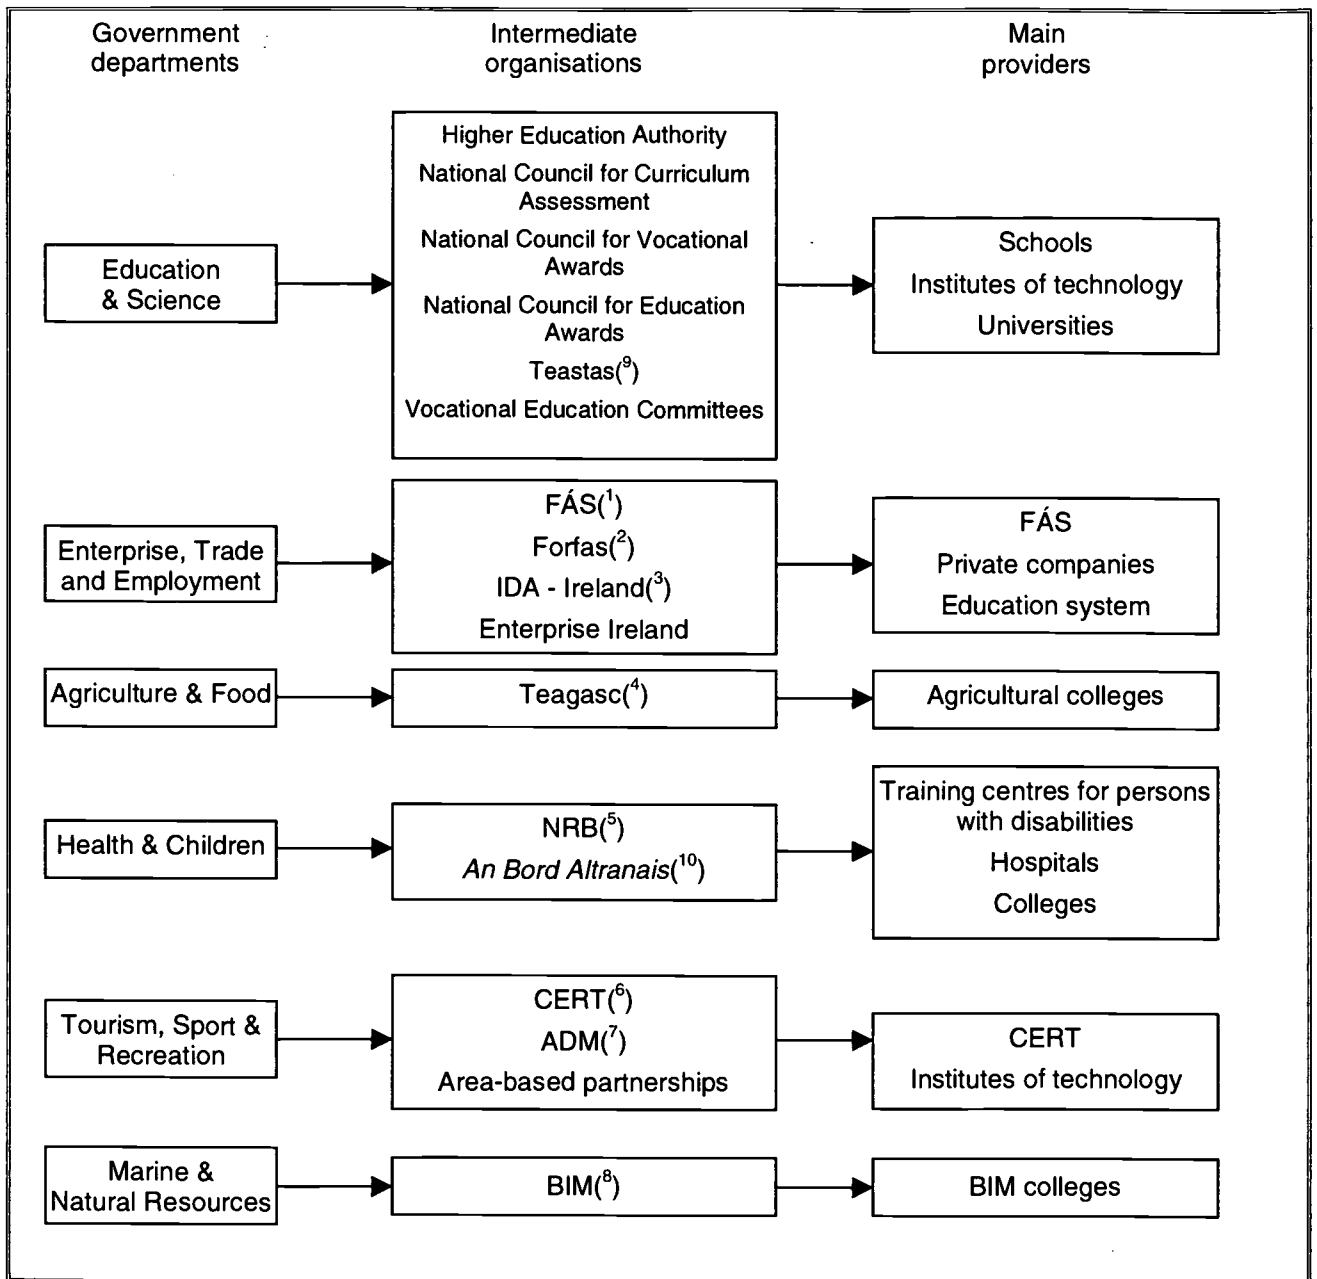 Government
departments
Intermediate
organisations
Main
providers
Education
& Science
Higher Education Authority
National Council for Curriculum
Assessment
National Council for Vocational
Awards
National Council for Education
Awards
Teastas(⁹)
Vocational Education Committees
Schools
Institutes of technology
Universities
Enterprise, Trade
and Employment
FÁS(¹)
Forfas(²)
IDA - Ireland(³)
Enterprise Ireland
FÁS
Private companies
Education system
Agriculture & Food
Teagasc(⁴)
Agricultural colleges
Health & Children
NRB(⁵)
An Bord Altranais(¹⁰)
Training centres for persons
with disabilities
Hospitals
Colleges
Tourism, Sport &
Recreation
CERT(⁶)
ADM(⁷)
Area-based partnerships
CERT
Institutes of technology
Marine &
Natural Resources
BIM(⁸)
BIM colleges